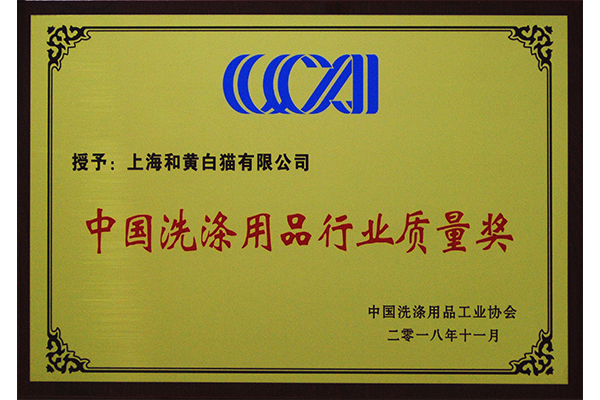 CCIA
授予：上海和黄白猫有限公司
中国洗涤用品行业质量奖
中国洗涤用品工业协会
二零一八年十一月